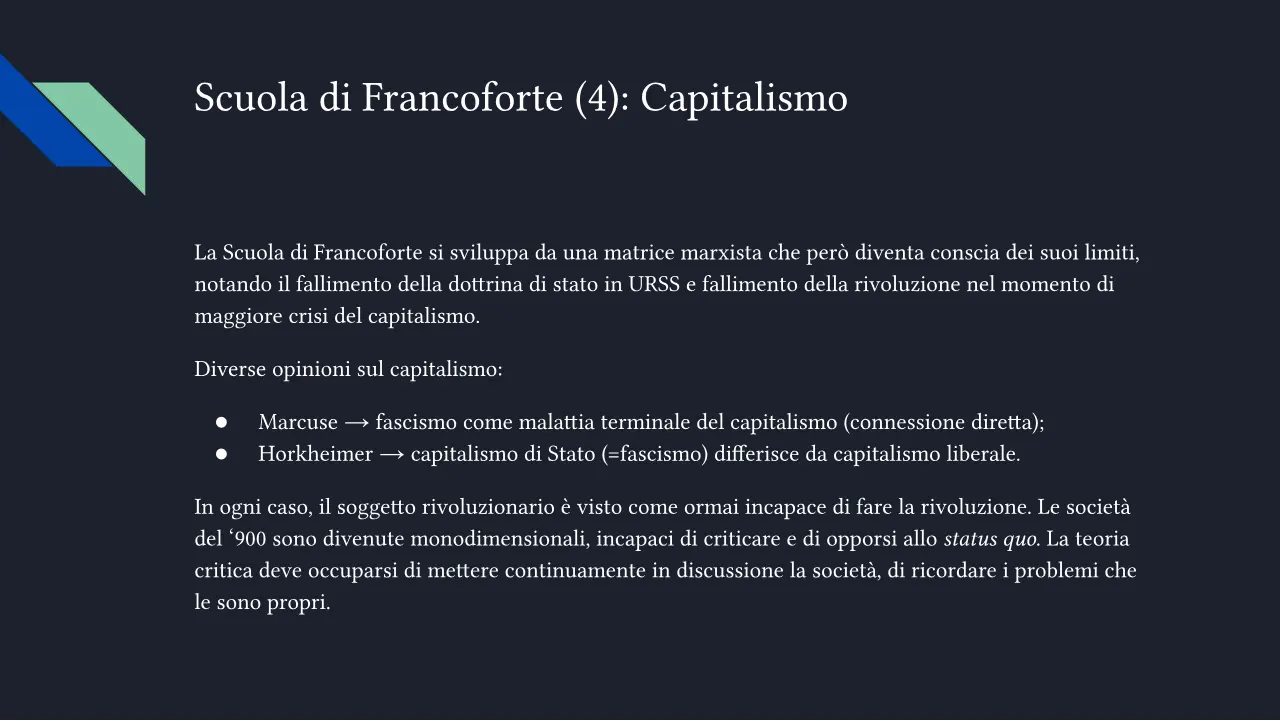 Scuola di Francoforte (4): Capitalismo
La Scuola di Francoforte si sviluppa da una matrice marxista che però diventa conscia dei suoi limiti,
notando il fallimento della dottrina di stato in URSS e fallimento della rivoluzione nel momento di
maggiore crisi del capitalismo.
Diverse opinioni sul capitalismo:
● Marcuse → fascismo come malattia terminale del capitalismo (connessione diretta);
● Horkheimer → capitalismo di Stato (=fascismo) differisce da capitalismo liberale.
In ogni caso, il soggetto rivoluzionario è visto come ormai incapace di fare la rivoluzione. Le società
del ‘900 sono divenute monodimensionali, incapaci di criticare e di opporsi allo status quo. La teoria
critica deve occuparsi di mettere continuamente in discussione la società, di ricordare i problemi che
le sono propri.